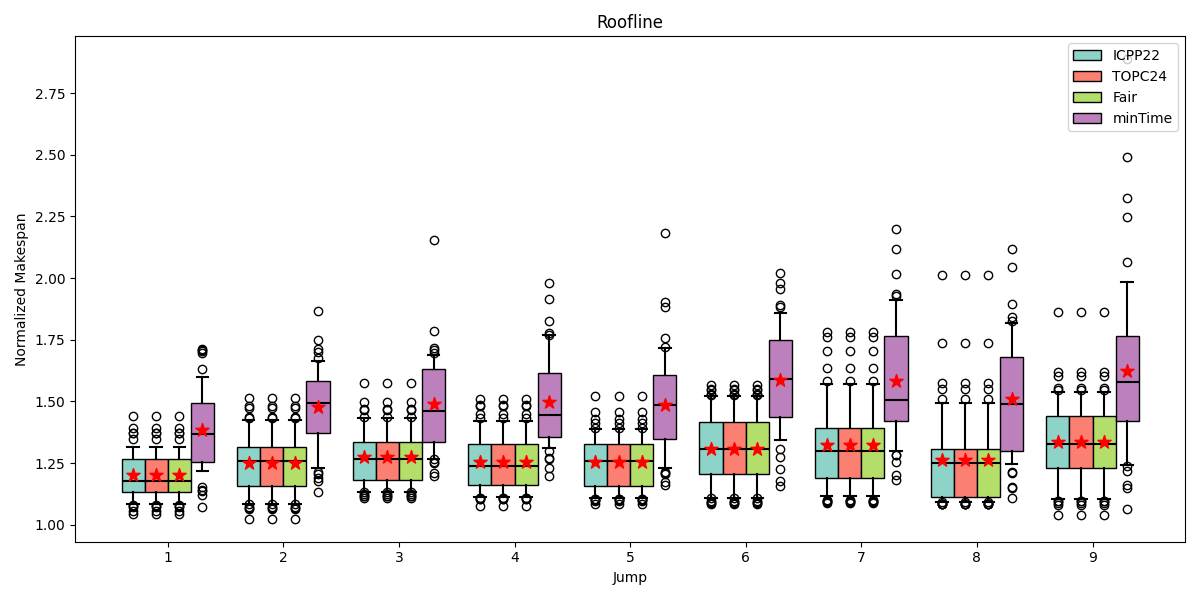 Roofline
ICPP22
TOPC24
Fair
minTime
Normalized Makespan
2.75
2.50
2.25
2.00
1.75
1.50
1.25
1.00
1 2 3 4 5 6 7 8 9
Jump